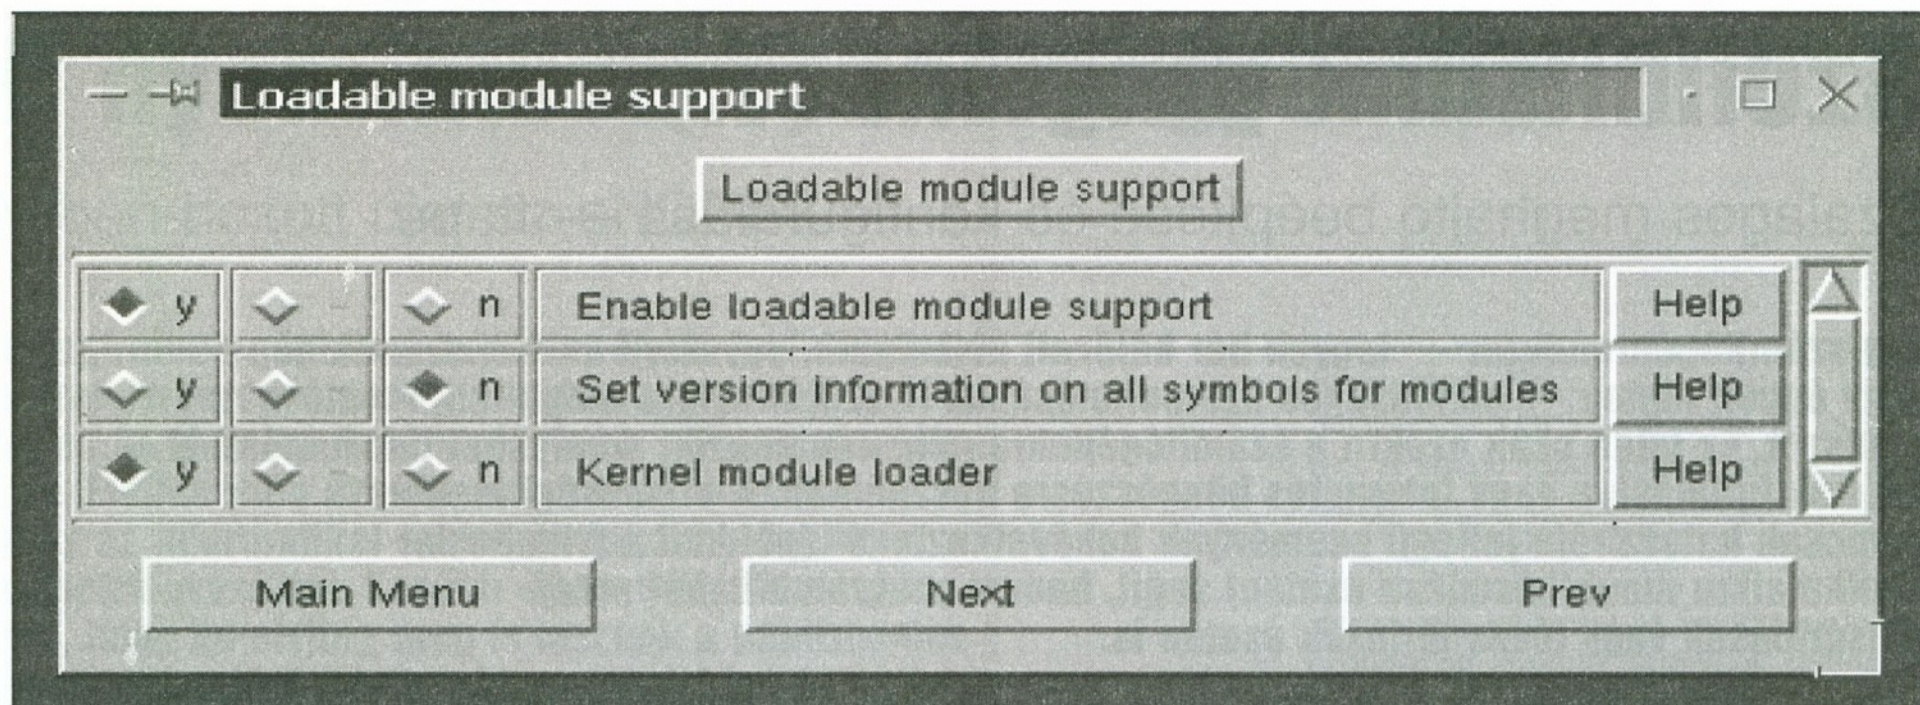 Loadable module support
Loadable module support
y - n Enable loadable module support Help
y - n Set version information on all symbols for modules Help
y - n Kernel module loader Help
Main Menu Next Prev